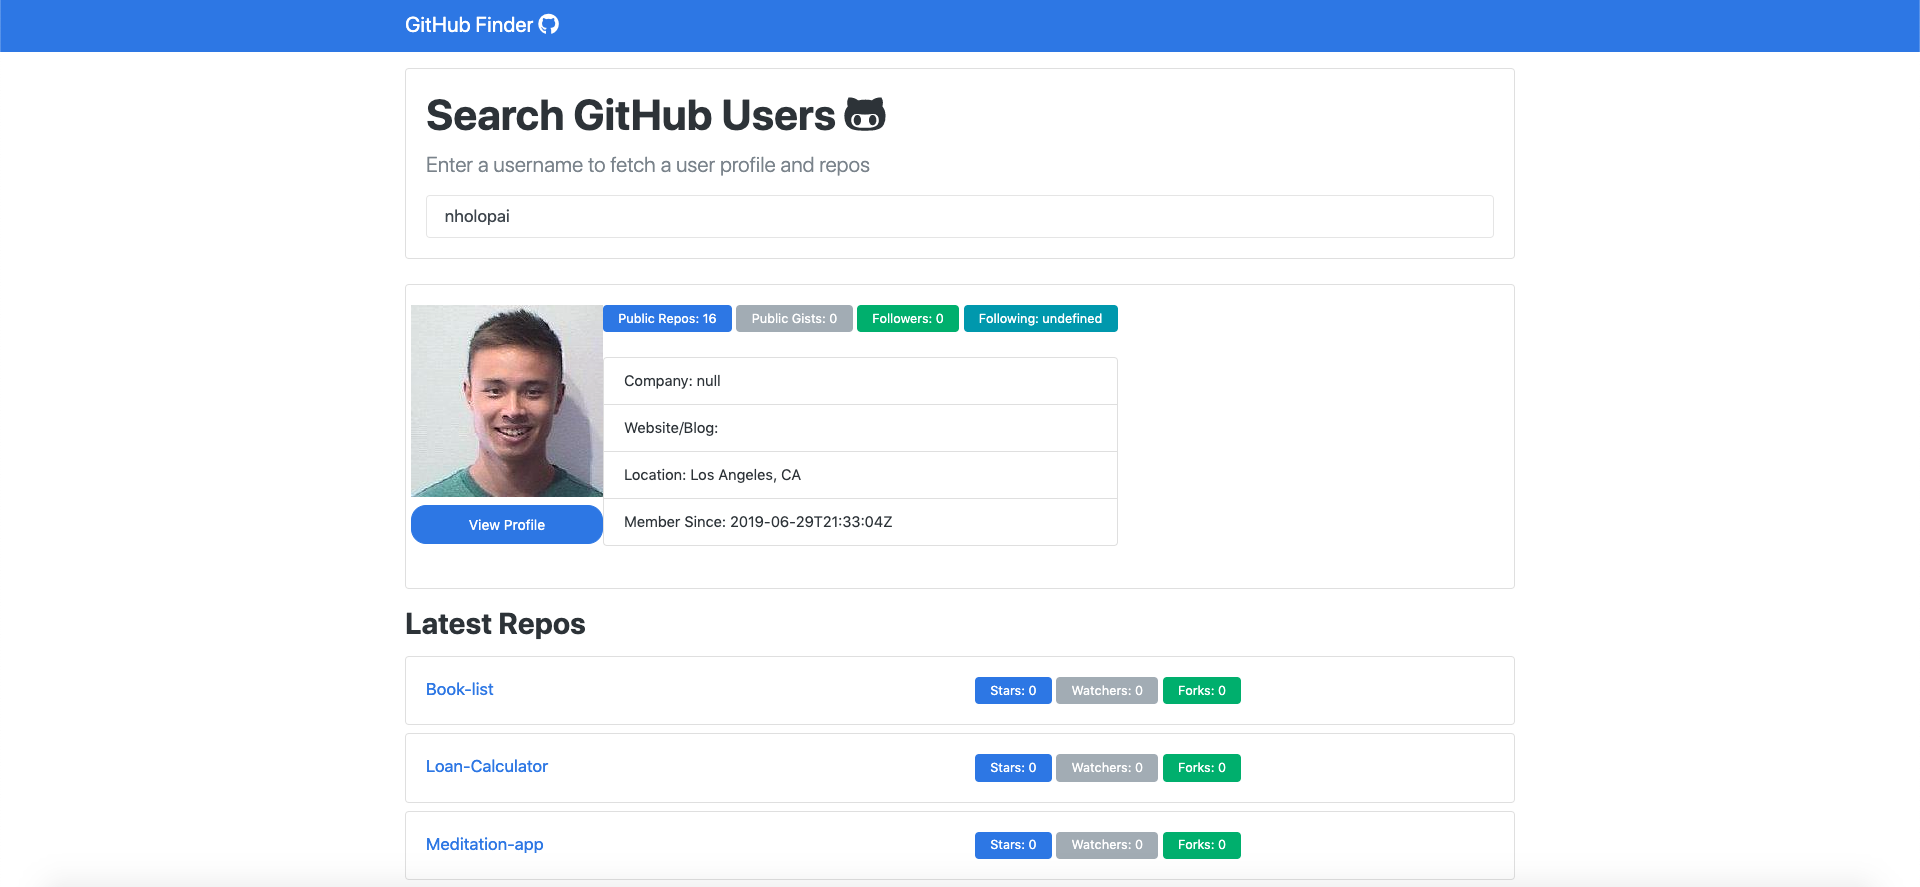 GitHub Finder
Search GitHub Users
Enter a username to fetch a user profile and repos
nholopai
Public Repos: 16 Public Gists: 0 Followers: 0 Following: undefined
Company: null
Website/Blog:
Location: Los Angeles, CA
Member Since: 2019-06-29T21:33:04Z
View Profile
Latest Repos
Book-list Stars: 0 Watchers: 0 Forks: 0
Loan-Calculator Stars: 0 Watchers: 0 Forks: 0
Meditation-app Stars: 0 Watchers: 0 Forks: 0